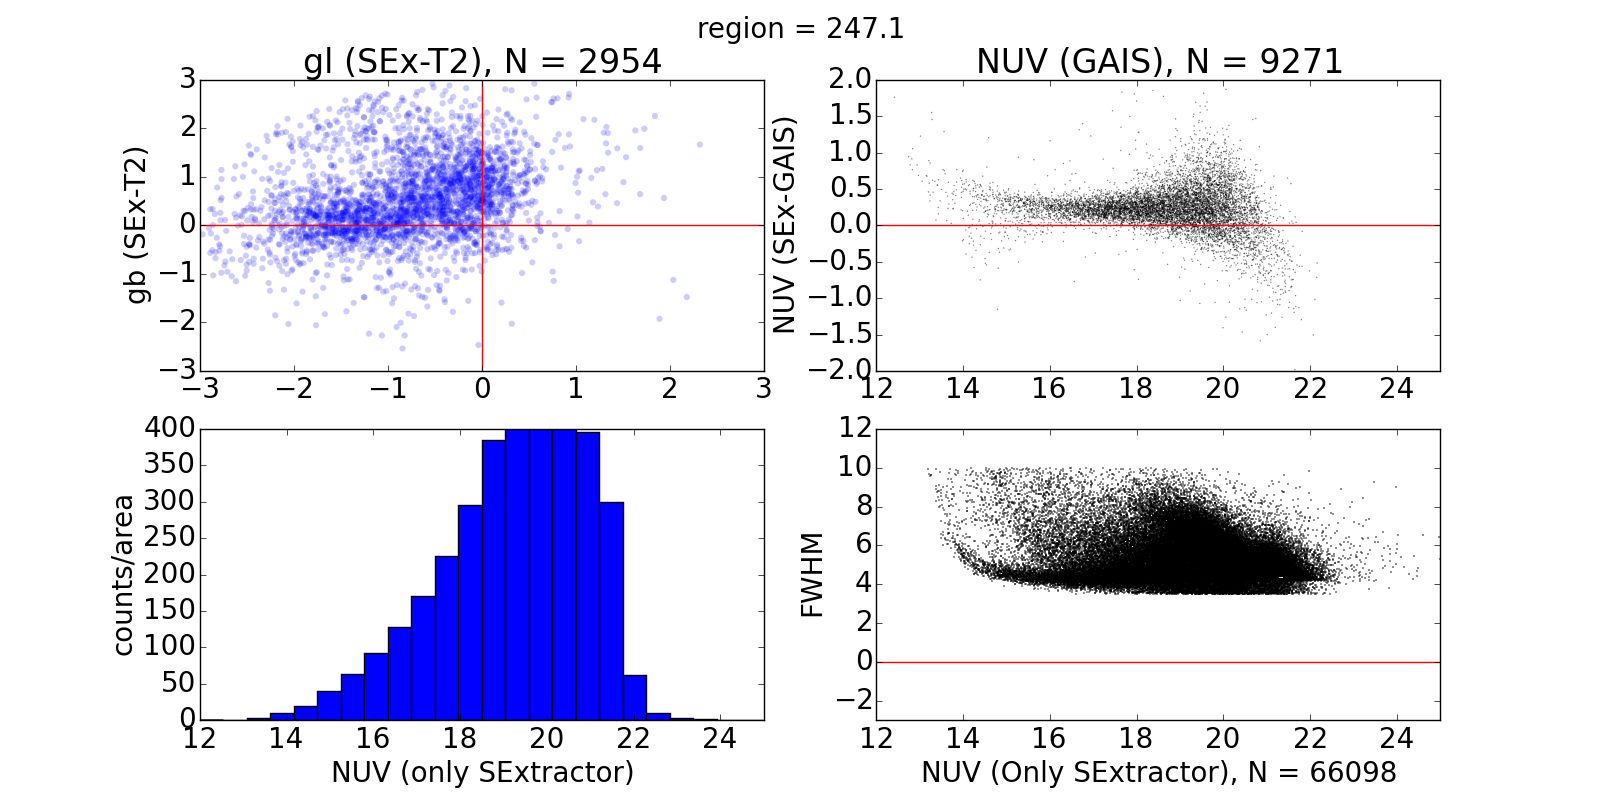 region = 247.1
gl (SEx-T2), N = 2954
NUV (GAIS), N = 9271
3
2
1
0
−1
−2
−3
gb (SEx-T2)
−3 −2 −1 0 1 2 3
2.0
1.5
1.0
0.5
0.0
−0.5
−1.0
−1.5
−2.0
NUV (SEx-GAIS)
12 14 16 18 20 22 24
400
350
300
250
200
150
100
50
0
counts/area
12 14 16 18 20 22 24
NUV (only SExtractor)
12
10
8
6
4
2
0
−2
FWHM
12 14 16 18 20 22 24
NUV (Only SExtractor), N = 66098